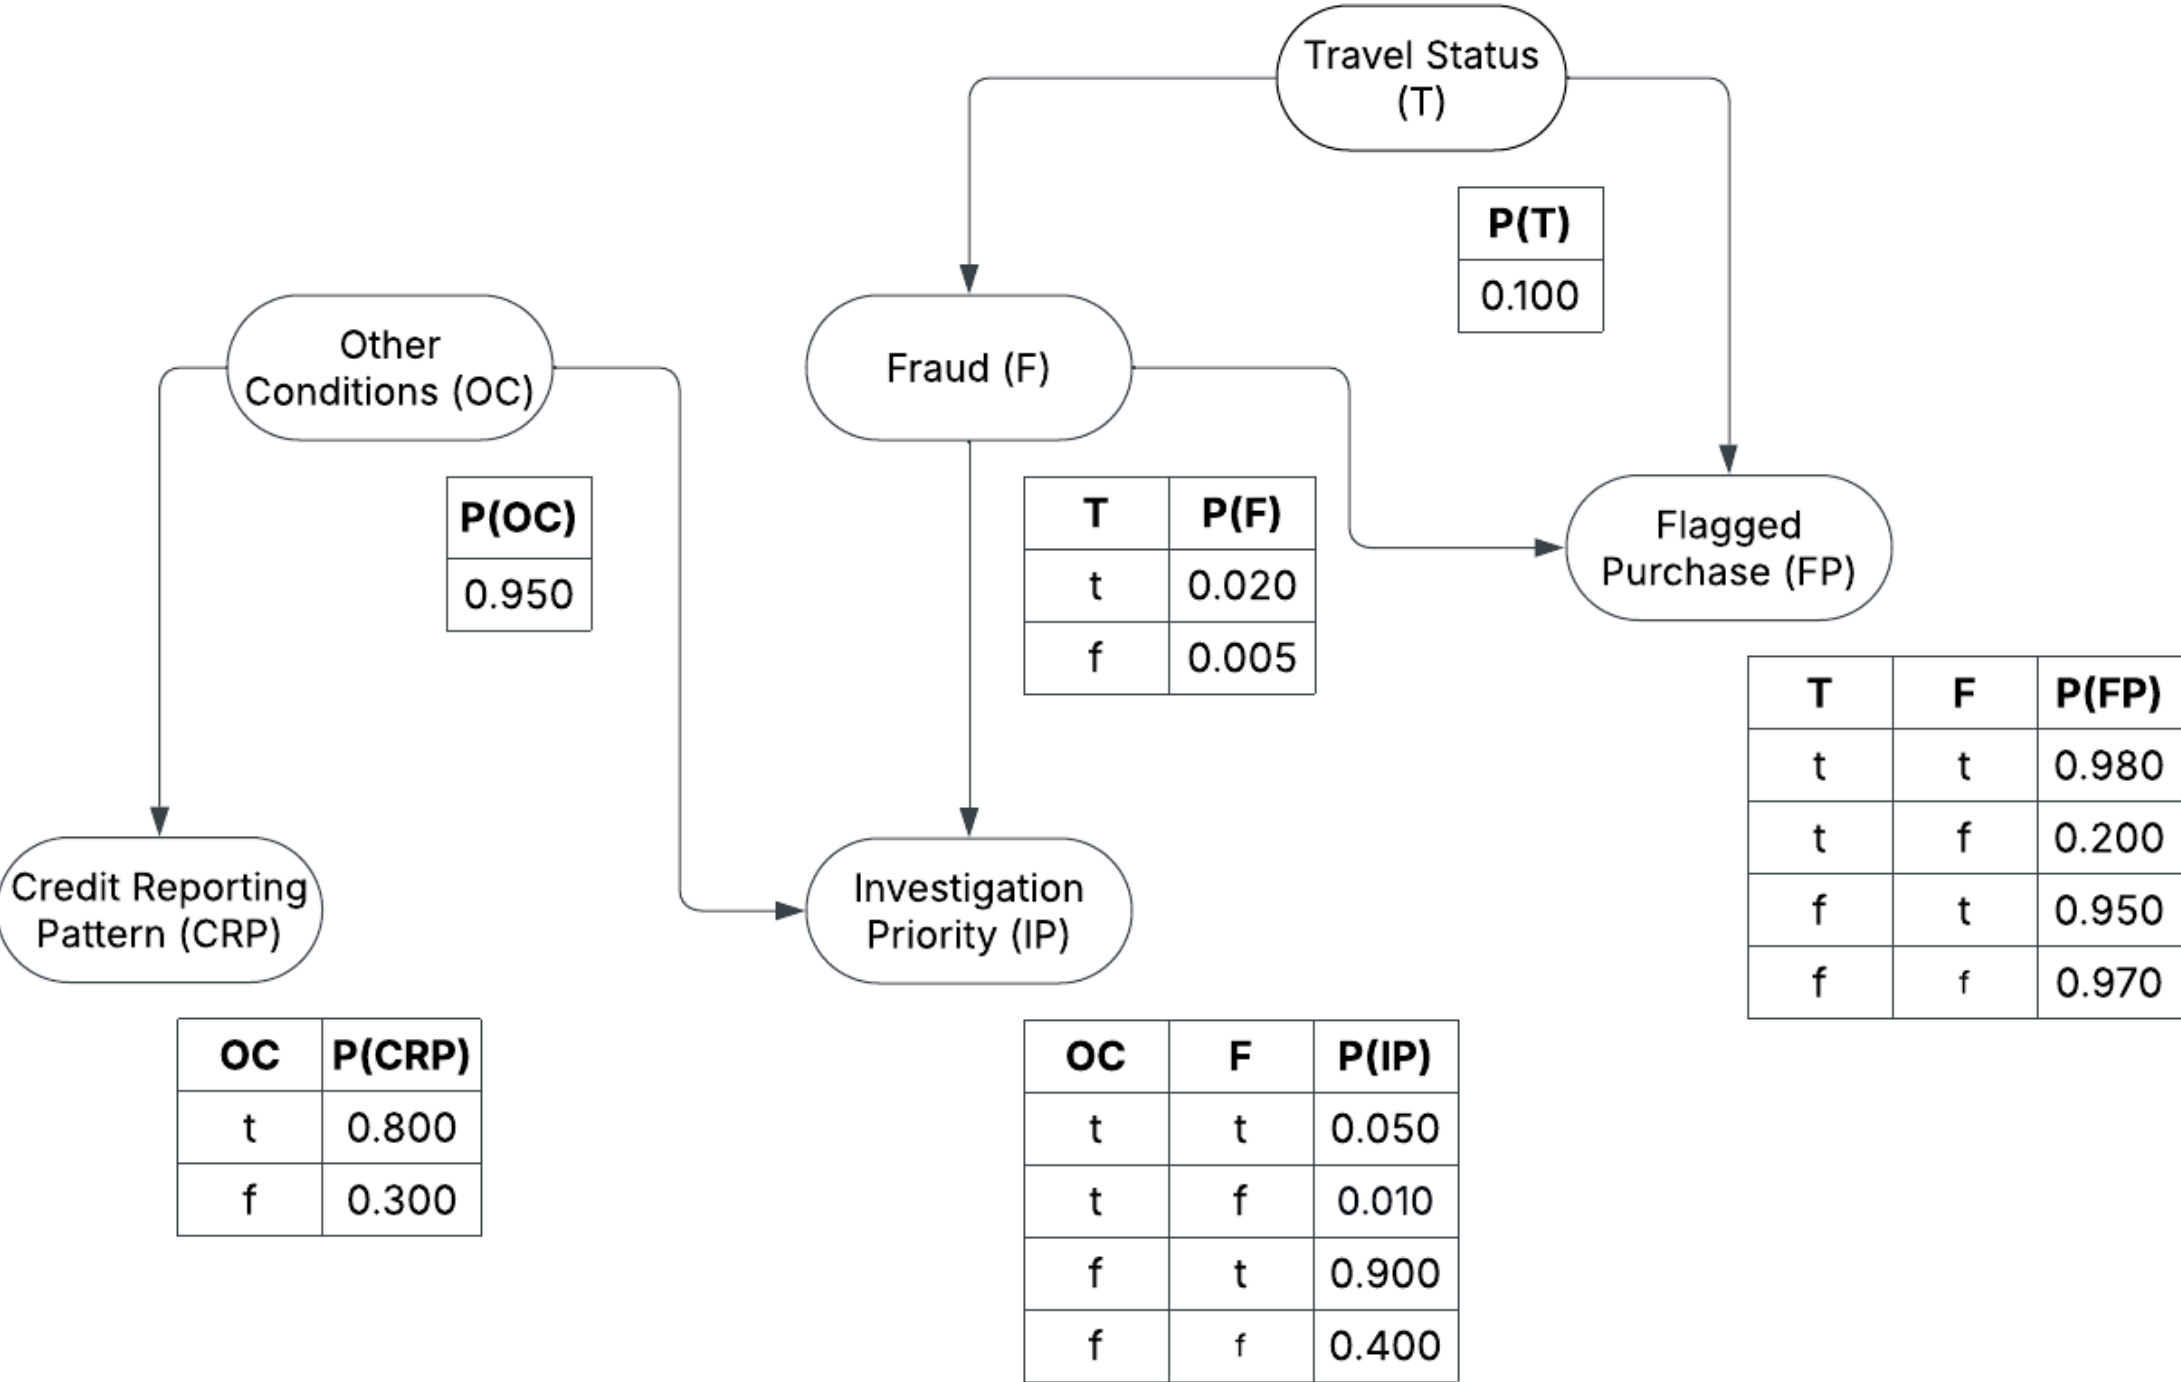 Travel Status
(T)
P(T)
0.100
Other
Conditions (OC)
P(OC)
0.950
Fraud (F)
T P(F)
t 0.020
f 0.005
Flagged
Purchase (FP)
T F P(FP)
t t 0.980
t f 0.200
f t 0.950
f f 0.970
Credit Reporting
Pattern (CRP)
OC P(CRP)
t 0.800
f 0.300
Investigation
Priority (IP)
OC F P(IP)
t t 0.050
t f 0.010
f t 0.900
f f 0.400